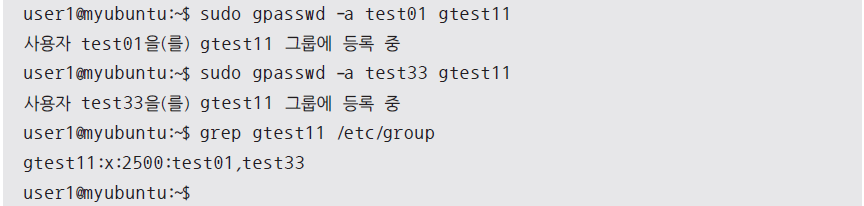 user1@myubuntu:~$ sudo gpasswd -a test01 gtest11
사용자 test01을(를) gtest11 그룹에 등록 중
user1@myubuntu:~$ sudo gpasswd -a test33 gtest11
사용자 test33을(를) gtest11 그룹에 등록 중
user1@myubuntu:~$ grep gtest11 /etc/group
gtest11:x:2500:test01,test33
user1@myubuntu:~$